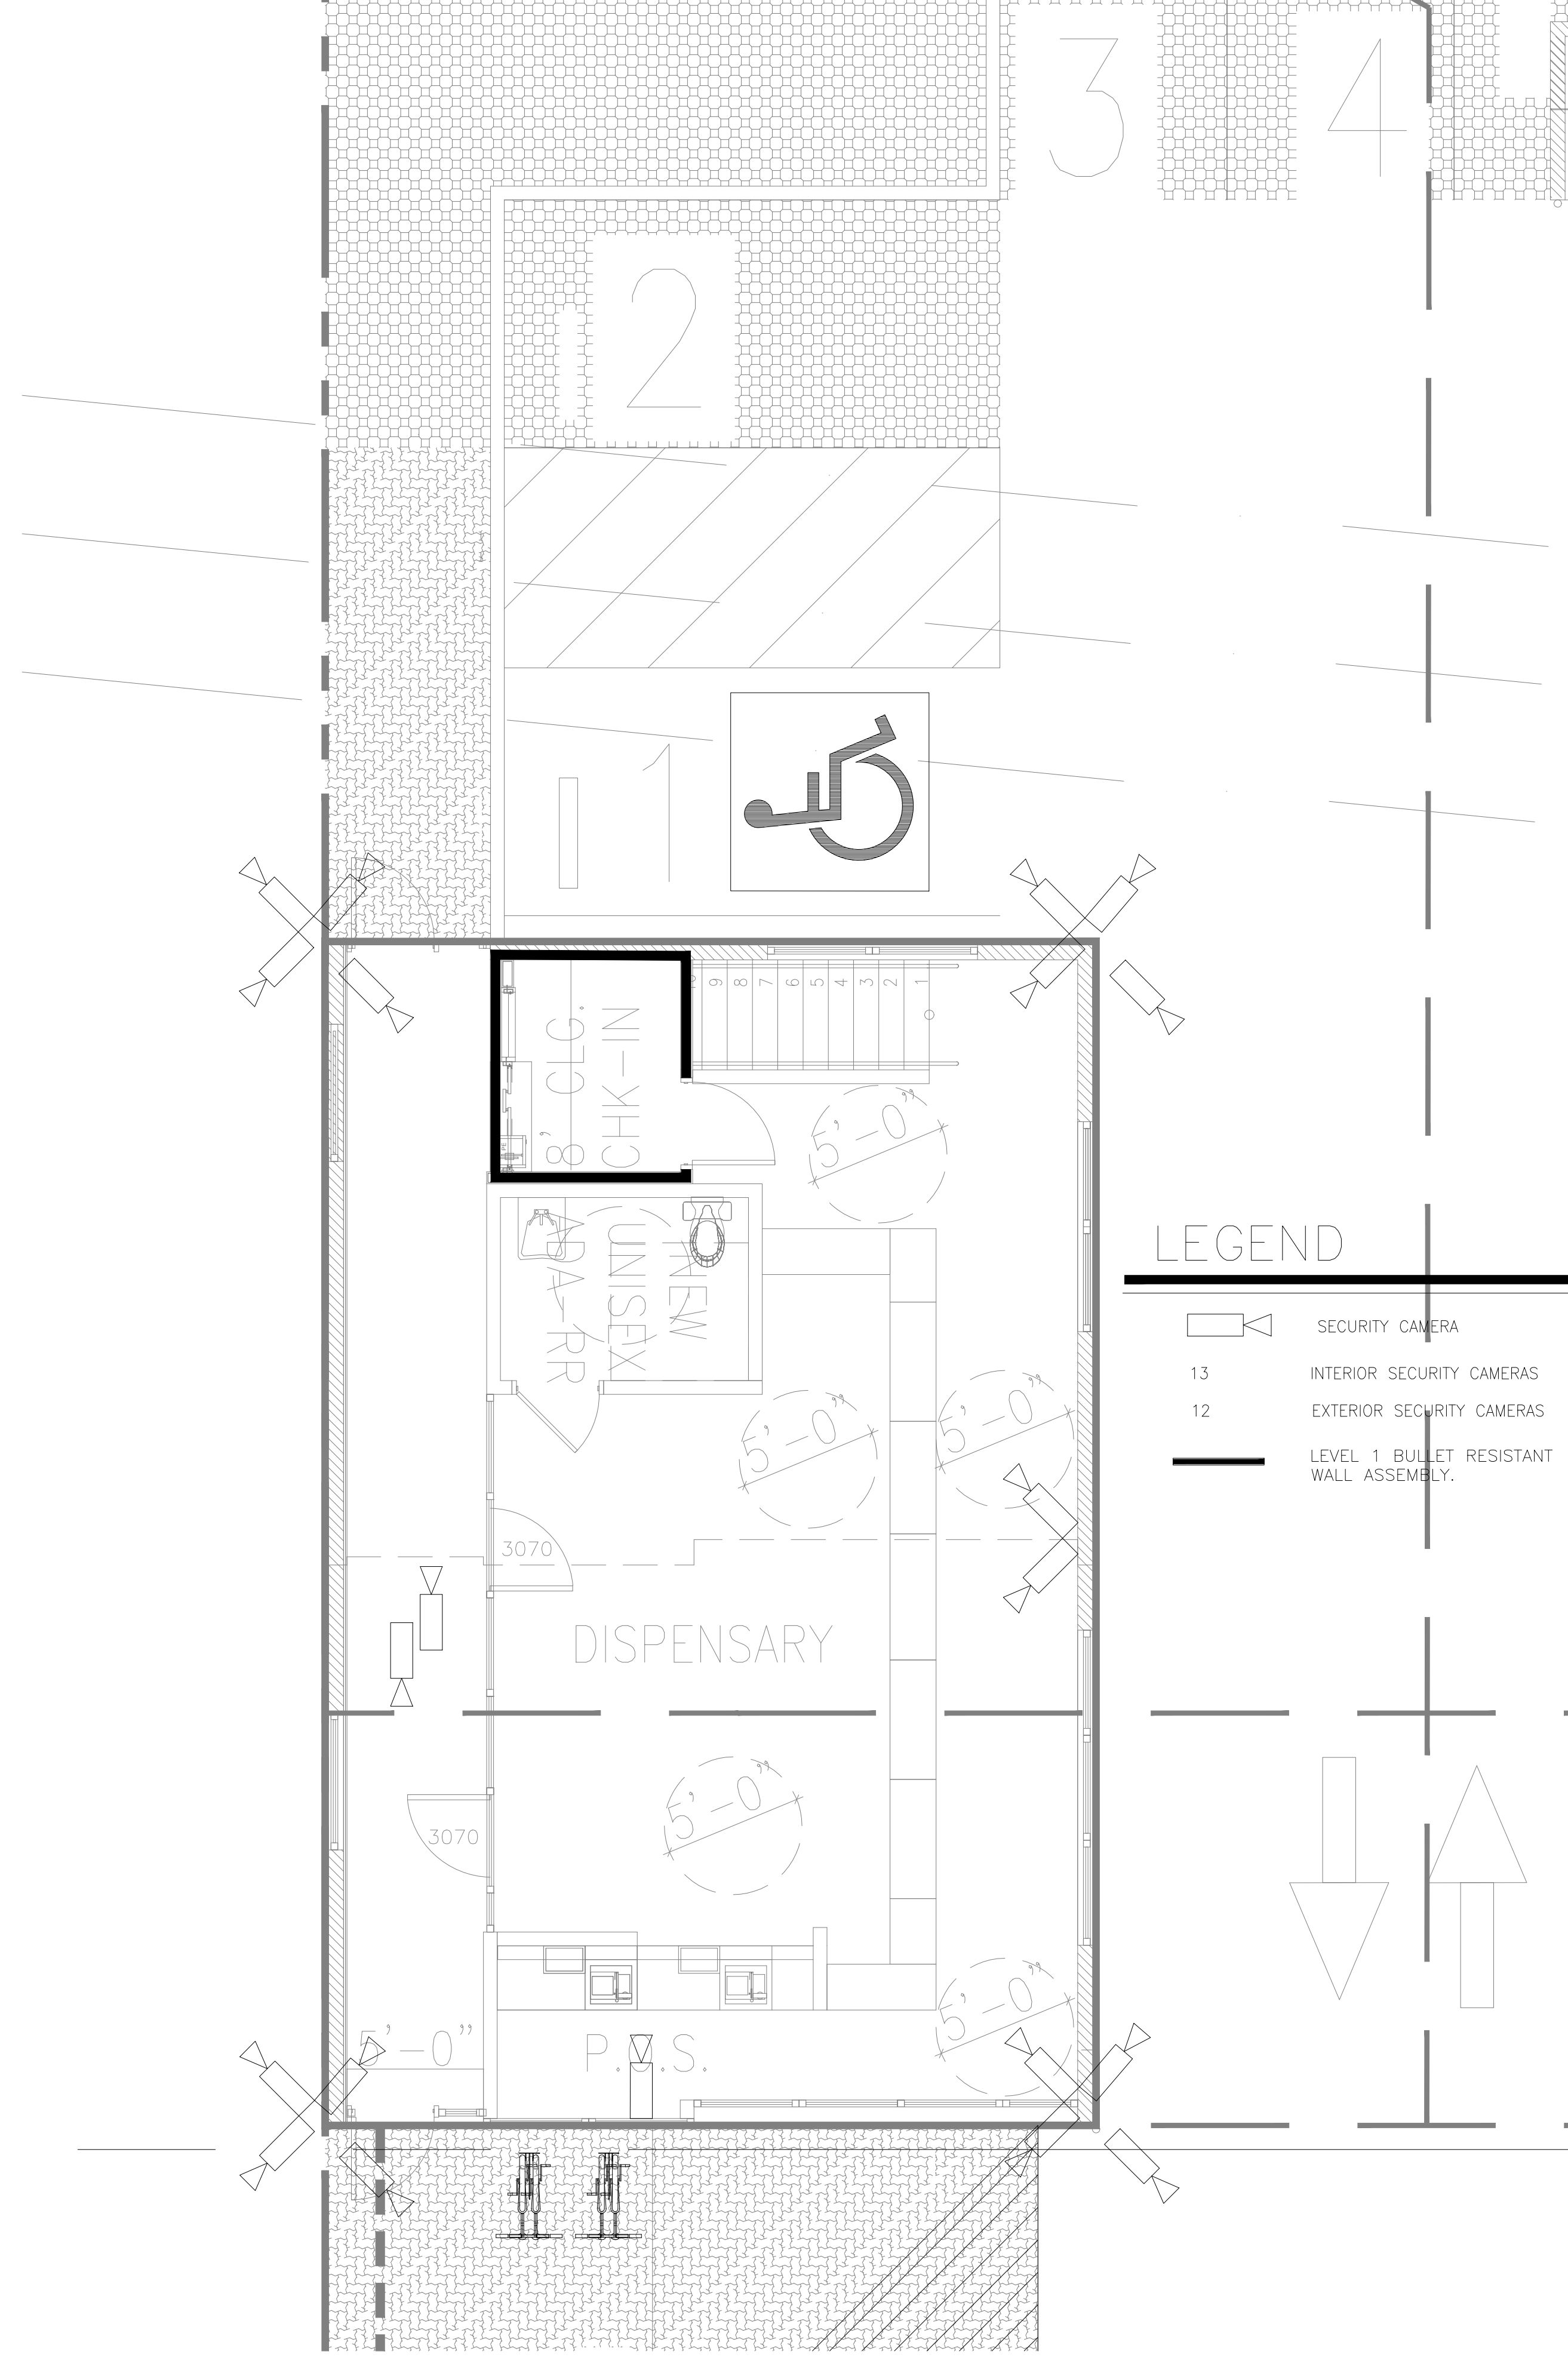 3
4
2
1
9
8
7
6
5
4
3
2
1
8' CLG.
CHK-IN
5'-0"
NEW
UNISEX
ADA-RR
LEGEND
SECURITY CAMERA
13 INTERIOR SECURITY CAMERAS
12 EXTERIOR SECURITY CAMERAS
LEVEL 1 BULLET RESISTANT
WALL ASSEMBLY.
5'-0"
5'-0"
3070
DISPENSARY
5'-0"
3070
5'-0"
5'-0"
P.O.S.